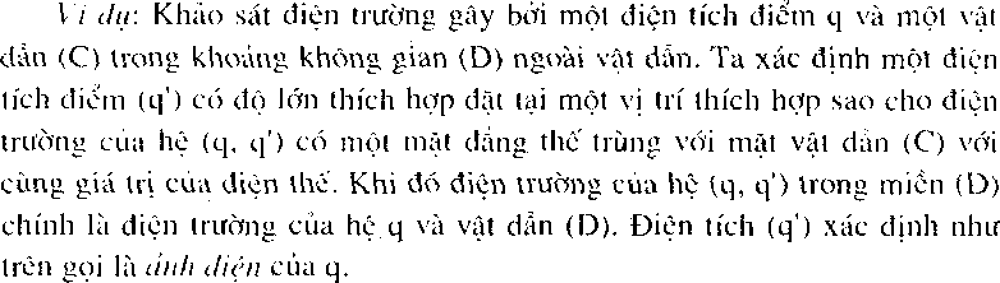 Ví dụ: Khảo sát điện trường gây bởi một điện tích điểm q và một vật
dẫn (C) trong khoảng không gian (D) ngoài vật dẫn. Ta xác định một điện
tích điểm (q') có độ lớn thích hợp đặt tại một vị trí thích hợp sao cho điện
trường của hệ (q, q') có một mặt đẳng thế trùng với mặt vật dẫn (C) với
cùng giá trị của điện thế. Khi đó điện trường của hệ (q, q') trong miền (D)
chính là điện trường của hệ q và vật dẫn (D). Điện tích (q') xác định như
trên gọi là ảnh điện của q.